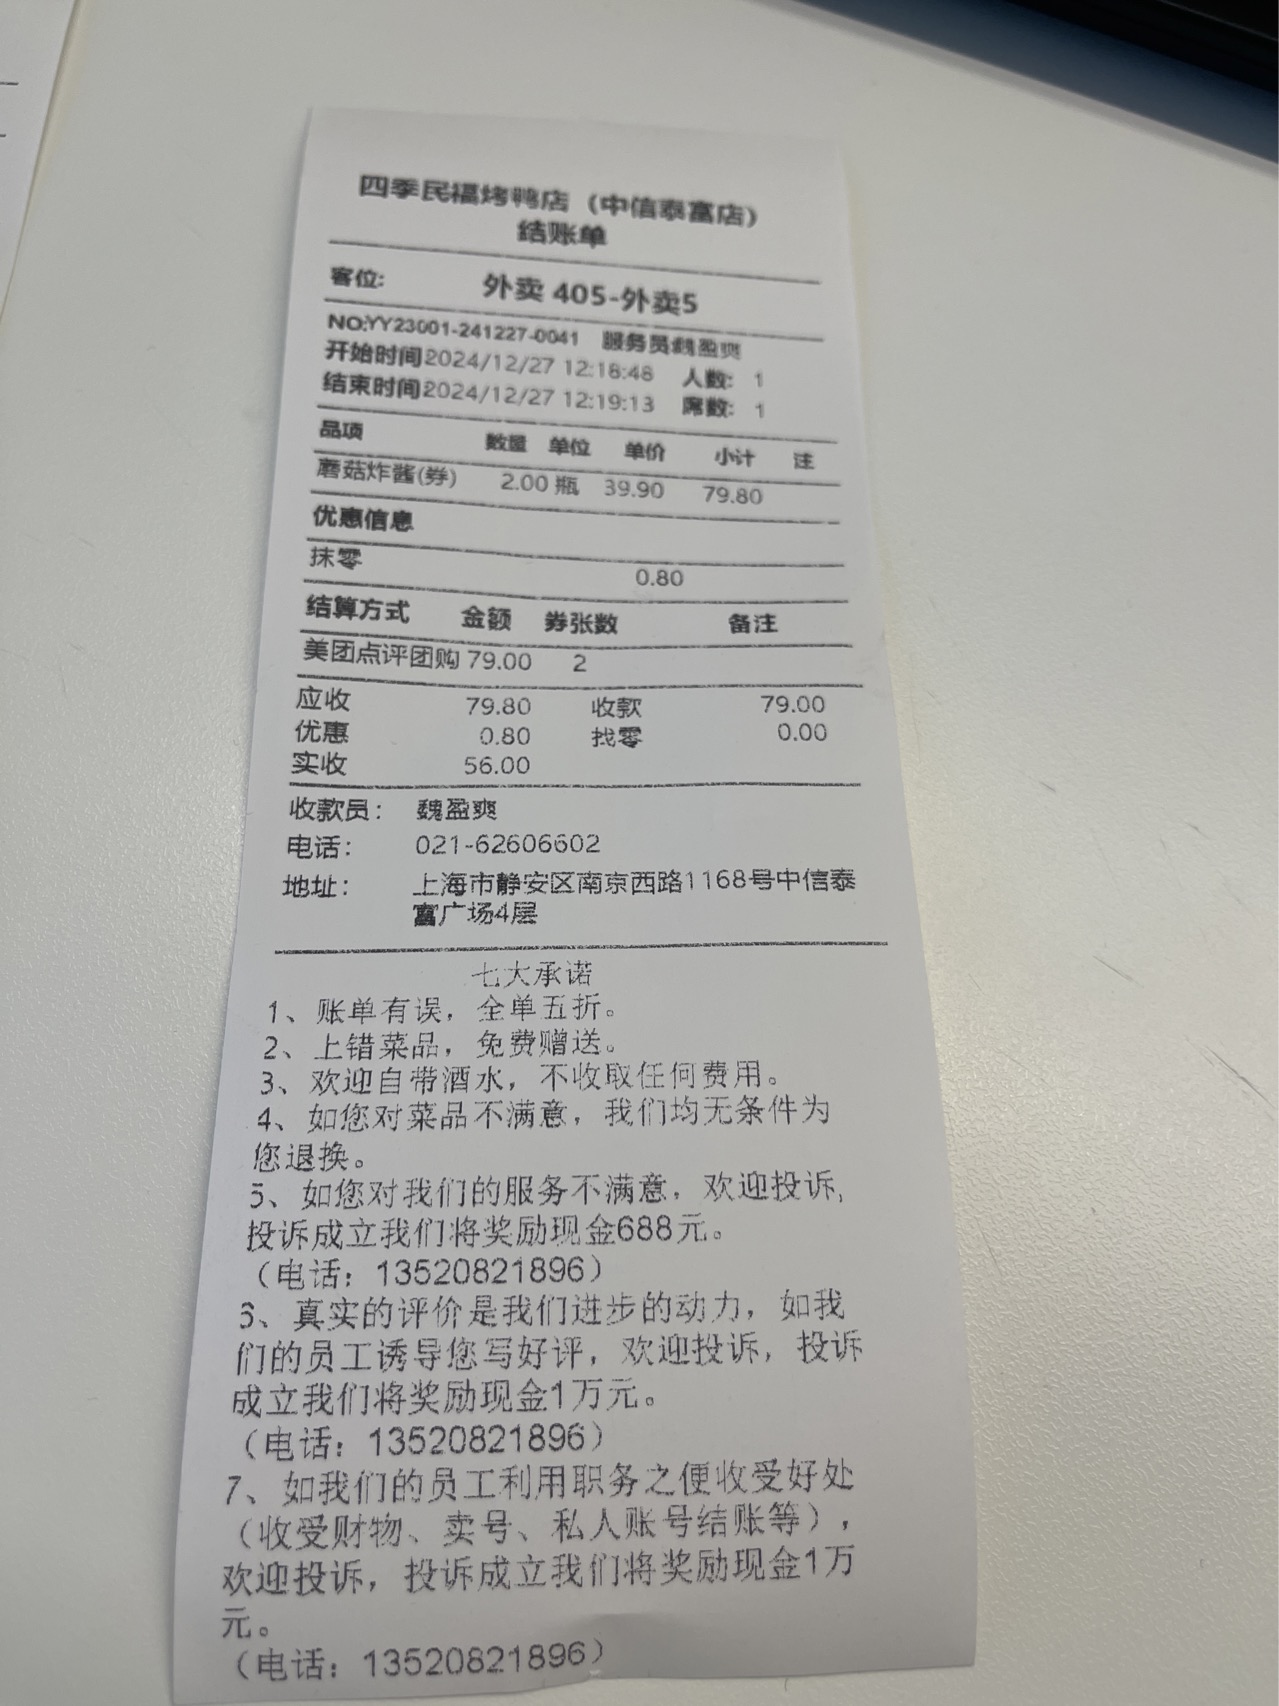 四季民福烤鸭店（中信泰富店）
结账单
客位: 外卖 405-外卖5
NO:YY23001-241227-0041 服务员:魏盈爽
开始时间2024/12/27 12:18:48 人数: 1
结束时间2024/12/27 12:19:13 席数: 1
品项 数量 单位 单价 小计 注
蘑菇炸酱(券) 2.00 瓶 39.90 79.80
优惠信息
抹零 0.80
结算方式 金额 券张数 备注
美团点评团购 79.00 2
应收 79.80 收款 79.00
优惠 0.80 找零 0.00
实收 56.00
收款员: 魏盈爽
电话: 021-62606602
地址: 上海市静安区南京西路1168号中信泰
富广场4层
七大承诺
1、账单有误，全单五折。
2、上错菜品，免费赠送。
3、欢迎自带酒水，不收取任何费用。
4、如您对菜品不满意，我们均无条件为
您退换。
5、如您对我们的服务不满意，欢迎投诉,
投诉成立我们将奖励现金688元。
（电话：13520821896）
6、真实的评价是我们进步的动力，如我
们的员工诱导您写好评，欢迎投诉，投诉
成立我们将奖励现金1万元。
（电话：13520821896）
7、如我们的员工利用职务之便收受好处
（收受财物、卖号、私人账号结账等），
欢迎投诉，投诉成立我们将奖励现金1万
元。
（电话：13520821896）